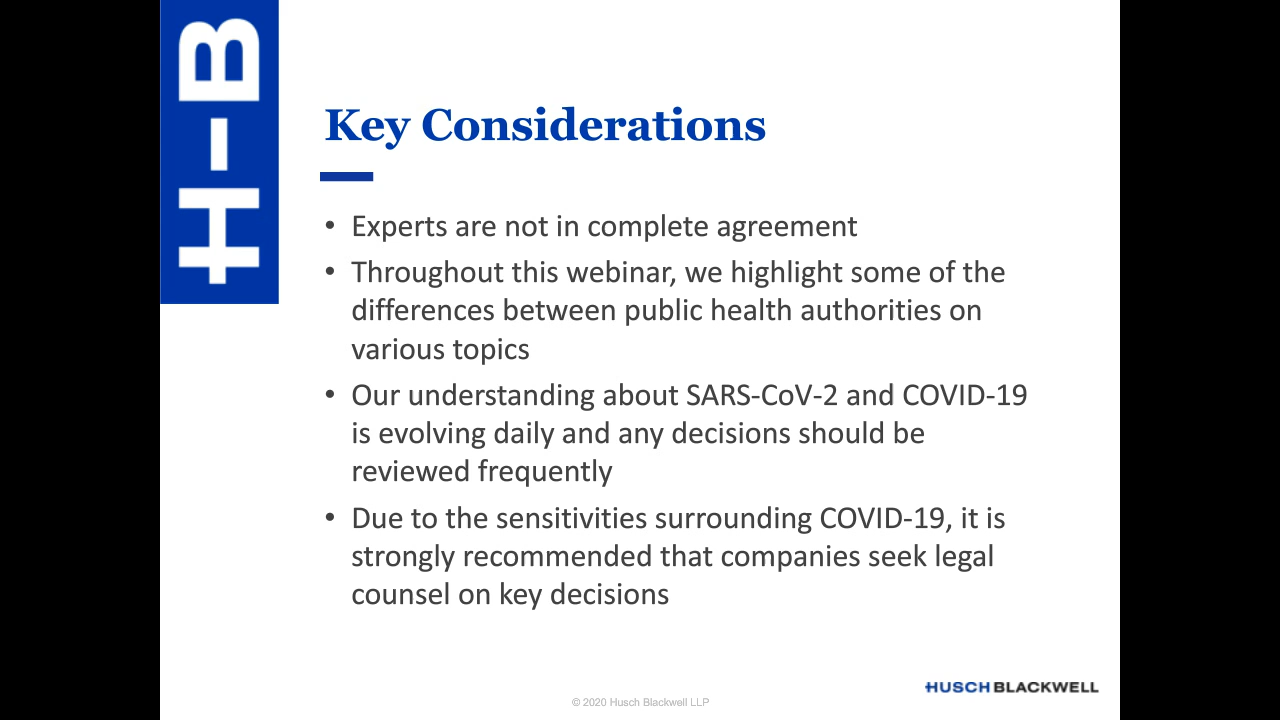 H-B
Key Considerations
• Experts are not in complete agreement
• Throughout this webinar, we highlight some of the
differences between public health authorities on
various topics
• Our understanding about SARS-CoV-2 and COVID-19
is evolving daily and any decisions should be
reviewed frequently
• Due to the sensitivities surrounding COVID-19, it is
strongly recommended that companies seek legal
counsel on key decisions
HUSCH BLACKWELL
© 2020 Husch Blackwell LLP